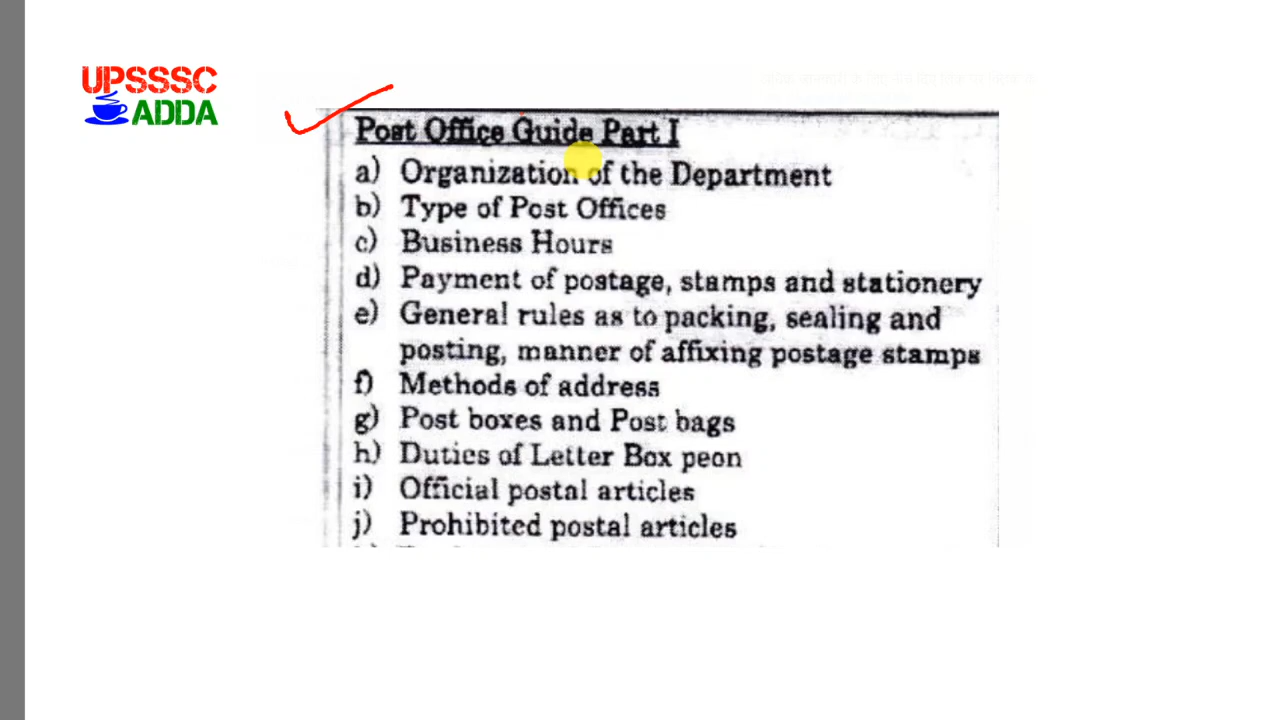 UPSSSC
ADDA
Post Office Guide Part I
a) Organization of the Department
b) Type of Post Offices
c) Business Hours
d) Payment of postage, stamps and stationery
e) General rules as to packing, sealing and
posting, manner of affixing postage stamps
f) Methods of address
g) Post boxes and Post bags
h) Duties of Letter Box peon
i) Official postal articles
j) Prohibited postal articles